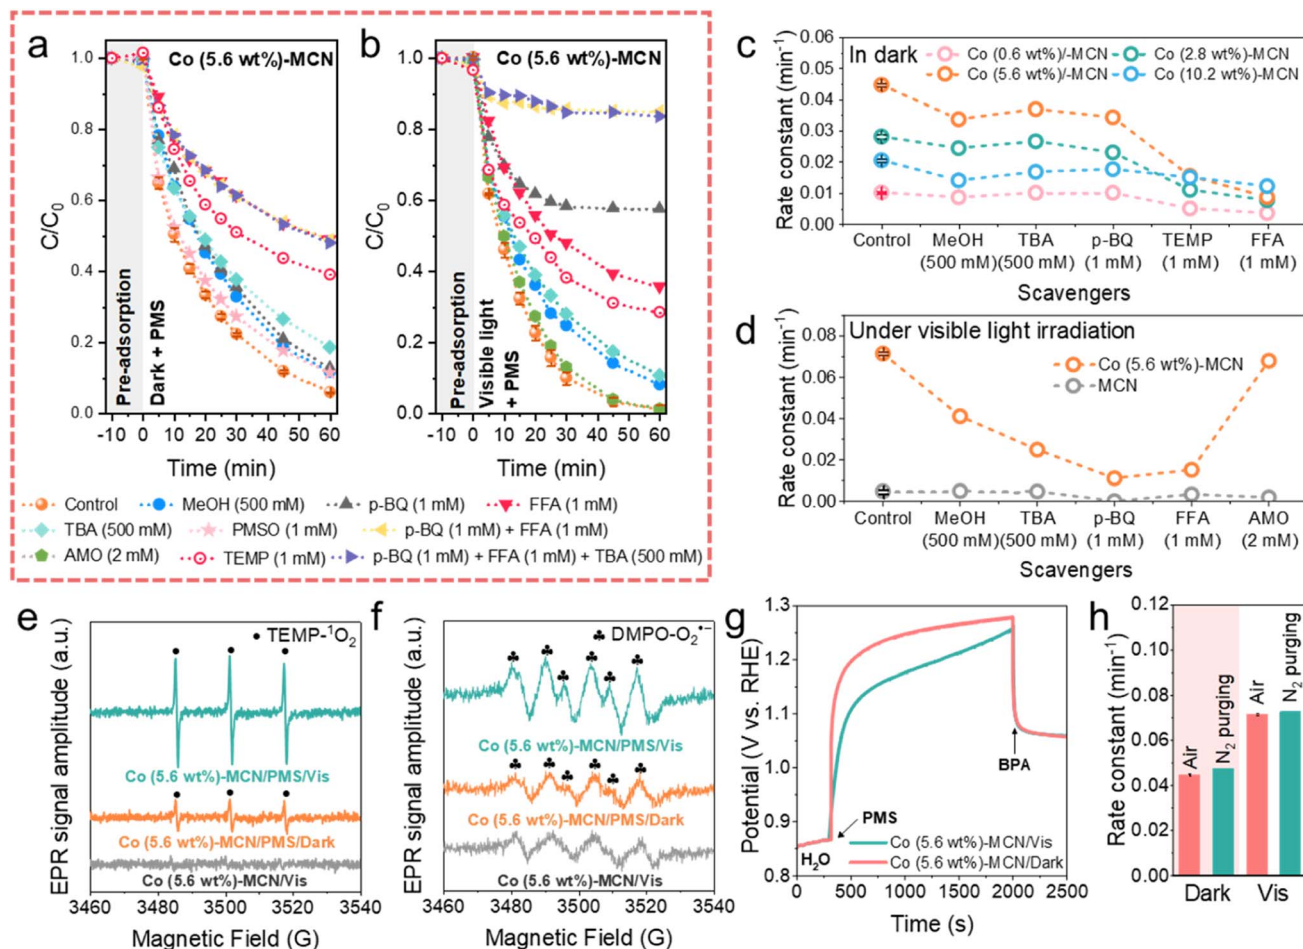 a
Co (5.6 wt%)-MCN
C/C0
1.0
0.8
0.6
0.4
0.2
0.0
Pre-adsorption
Dark + PMS
-10 0 10 20 30 40 50 60
Time (min)
b
Co (5.6 wt%)-MCN
C/C0
1.0
0.8
0.6
0.4
0.2
0.0
Pre-adsorption
Visible light
+ PMS
-10 0 10 20 30 40 50 60
Time (min)
Control
MeOH (500 mM)
p-BQ (1 mM)
FFA (1 mM)
TBA (500 mM)
PMSO (1 mM)
p-BQ (1 mM) + FFA (1 mM)
AMO (2 mM)
TEMP (1 mM)
p-BQ (1 mM) + FFA (1 mM) + TBA (500 mM)
c
In dark
Co (0.6 wt%)/-MCN
Co (2.8 wt%)-MCN
Co (5.6 wt%)/-MCN
Co (10.2 wt%)-MCN
Rate constant (min⁻¹)
0.06
0.05
0.04
0.03
0.02
0.01
0.00
Control MeOH TBA p-BQ TEMP FFA
(500 mM) (500 mM) (1 mM) (1 mM) (1 mM)
Scavengers
d
Under visible light irradiation
Co (5.6 wt%)-MCN
MCN
Rate constant (min⁻¹)
0.08
0.06
0.04
0.02
0.00
Control MeOH TBA p-BQ FFA AMO
(500 mM) (500 mM) (1 mM) (1 mM) (2 mM)
Scavengers
e
TEMP-¹O₂
EPR signal amplitude (a.u.)
Co (5.6 wt%)-MCN/PMS/Vis
Co (5.6 wt%)-MCN/PMS/Dark
Co (5.6 wt%)-MCN/Vis
3460 3480 3500 3520 3540
Magnetic Field (G)
f
DMPO-O₂•−
EPR signal amplitude (a.u.)
Co (5.6 wt%)-MCN/PMS/Vis
Co (5.6 wt%)-MCN/PMS/Dark
Co (5.6 wt%)-MCN/Vis
3460 3480 3500 3520 3540
Magnetic Field (G)
g
Potential (V vs. RHE)
1.3
1.2
1.1
1.0
0.9
0.8
BPA
PMS
H₂O
Co (5.6 wt%)-MCN/Vis
Co (5.6 wt%)-MCN/Dark
0 500 1000 1500 2000 2500
Time (s)
h
Rate constant (min⁻¹)
0.12
0.10
0.08
0.06
0.04
0.02
0.00
Air
N₂ purging
Air
N₂ purging
Dark Vis